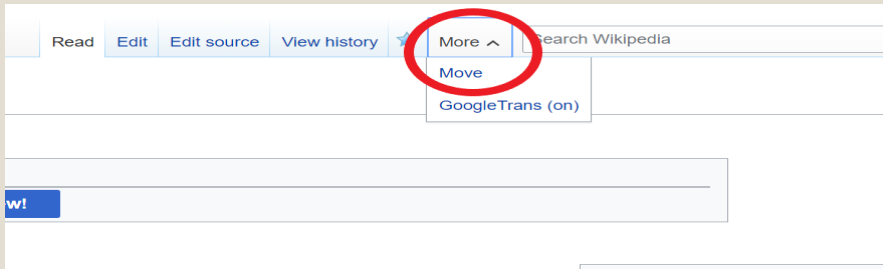 Read Edit Edit source View history More Search Wikipedia
Move
GoogleTrans (on)
w!